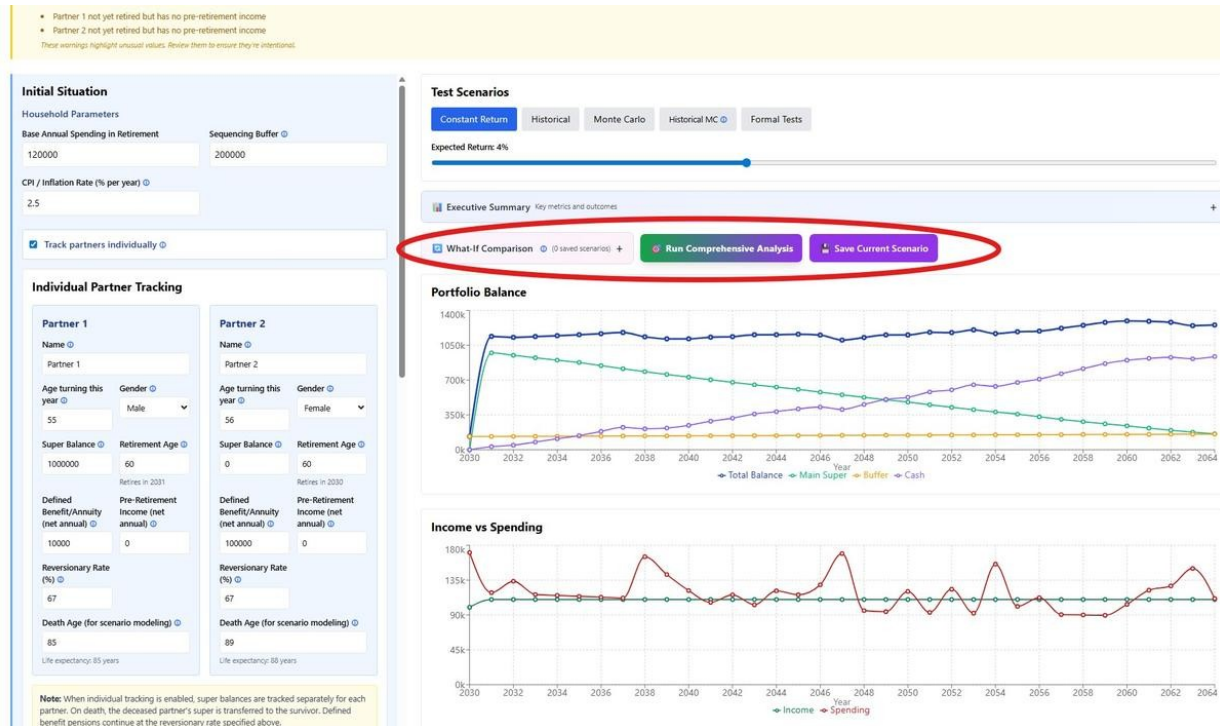 Partner 1 not yet retired but has no pre-retirement income
Partner 2 not yet retired but has no pre-retirement income
These warnings highlight unusual values. Review them to ensure they're intentional.
Initial Situation
Household Parameters
Base Annual Spending in Retirement
Sequencing Buffer
120000
200000
CPI / Inflation Rate (% per year)
2.5
Track partners individually
Individual Partner Tracking
Partner 1
Name
Partner 1
Age turning this year
Gender
55
Male
Super Balance
Retirement Age
1000000
60
Retires in 2031
Defined Benefit/Annuity (net annual)
Pre-Retirement Income (net annual)
10000
0
Reversionary Rate (%)
67
Death Age (for scenario modeling)
85
Life expectancy: 85 years
Partner 2
Name
Partner 2
Age turning this year
Gender
56
Female
Super Balance
Retirement Age
0
60
Retires in 2030
Defined Benefit/Annuity (net annual)
Pre-Retirement Income (net annual)
100000
0
Reversionary Rate (%)
67
Death Age (for scenario modeling)
89
Life expectancy: 88 years
Note: When individual tracking is enabled, super balances are tracked separately for each
partner. On death, the deceased partner's super is transferred to the survivor. Defined
benefit pensions continue at the reversionary rate specified above.
Test Scenarios
Constant Return
Historical
Monte Carlo
Historical MC
Formal Tests
Expected Return: 4%
Executive Summary Key metrics and outcomes +
What-If Comparison (0 saved scenarios) +
Run Comprehensive Analysis
Save Current Scenario
Portfolio Balance
1400k
1050k
700k
350k
0k
2030 2032 2034 2036 2038 2040 2042 2044 2046 2048 2050 2052 2054 2056 2058 2060 2062 2064
Year
Total Balance Main Super Buffer Cash
Income vs Spending
180k
135k
90k
45k
0k
2030 2032 2034 2036 2038 2040 2042 2044 2046 2048 2050 2052 2054 2056 2058 2060 2062 2064
Year
Income Spending